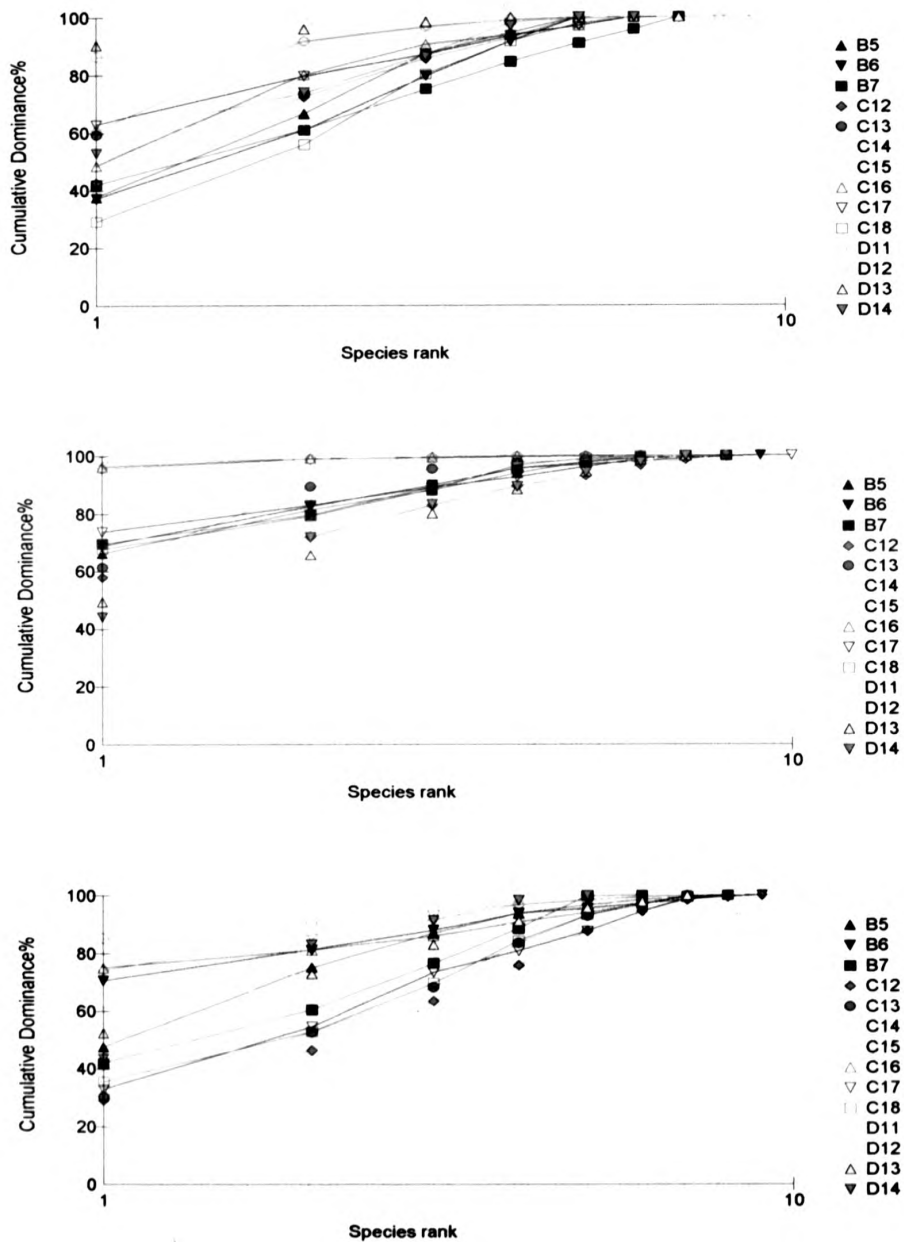 Cumulative Dominance%
100
80
60
40
20
0
1
10
Species rank
B5
B6
B7
C12
C13
C14
C15
C16
C17
C18
D11
D12
D13
D14
Cumulative Dominance%
100
80
60
40
20
0
1
10
Species rank
B5
B6
B7
C12
C13
C14
C15
C16
C17
C18
D11
D12
D13
D14
Cumulative Dominance%
100
80
60
40
20
0
1
10
Species rank
B5
B6
B7
C12
C13
C14
C15
C16
C17
C18
D11
D12
D13
D14